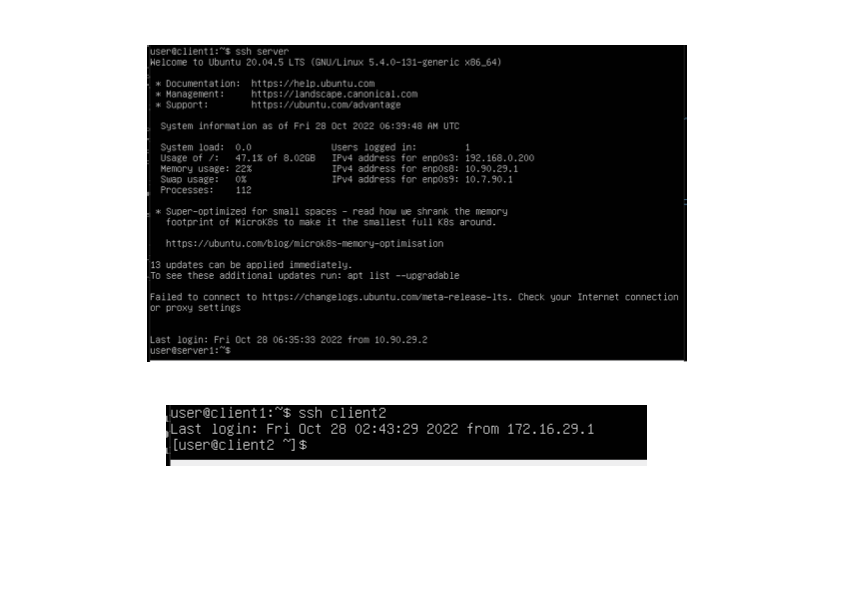 user@client1:~$ ssh server
Welcome to Ubuntu 20.04.5 LTS (GNU/Linux 5.4.0-131-generic x86_64)
* Documentation: https://help.ubuntu.com
* Management: https://landscape.canonical.com
* Support: https://ubuntu.com/advantage
System information as of Fri 28 Oct 2022 06:39:48 AM UTC
System load: 0.0 Users logged in: 1
Usage of /: 47.1% of 8.02GB IPv4 address for enp0s3: 192.168.0.200
Memory usage: 22% IPv4 address for enp0s8: 10.90.29.1
Swap usage: 0% IPv4 address for enp0s9: 10.7.90.1
Processes: 112
* Super-optimized for small spaces - read how we shrank the memory
footprint of MicroK8s to make it the smallest full K8s around.
https://ubuntu.com/blog/microk8s-memory-optimisation
13 updates can be applied immediately.
To see these additional updates run: apt list --upgradable
Failed to connect to https://changelogs.ubuntu.com/meta-release-lts. Check your Internet connection
or proxy settings
Last login: Fri Oct 28 06:35:33 2022 from 10.90.29.2
user@server1:~$
user@client1:~$ ssh client2
Last login: Fri Oct 28 02:43:29 2022 from 172.16.29.1
[user@client2 ~]$